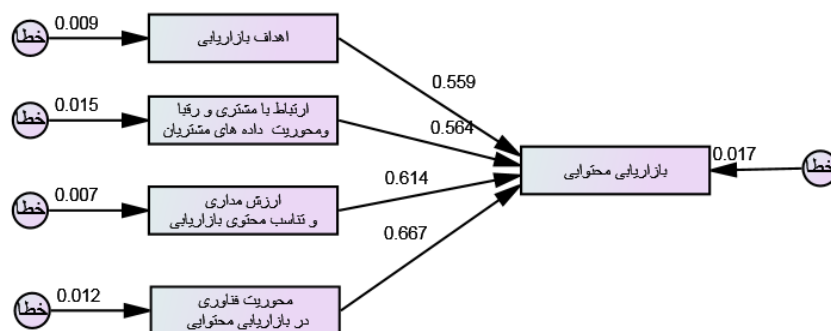 خطا
0.009
اهداف بازاریابی
0.559
خطا
0.015
ارتباط با مشتری و رقبا
ومحوریت داده های مشتریان
0.564
خطا
0.007
ارزش مداری
و تناسب محتوی بازاریابی
0.614
خطا
0.012
محوریت فناوری
در بازاریابی محتوایی
0.667
بازاریابی محتوایی
0.017
خطا